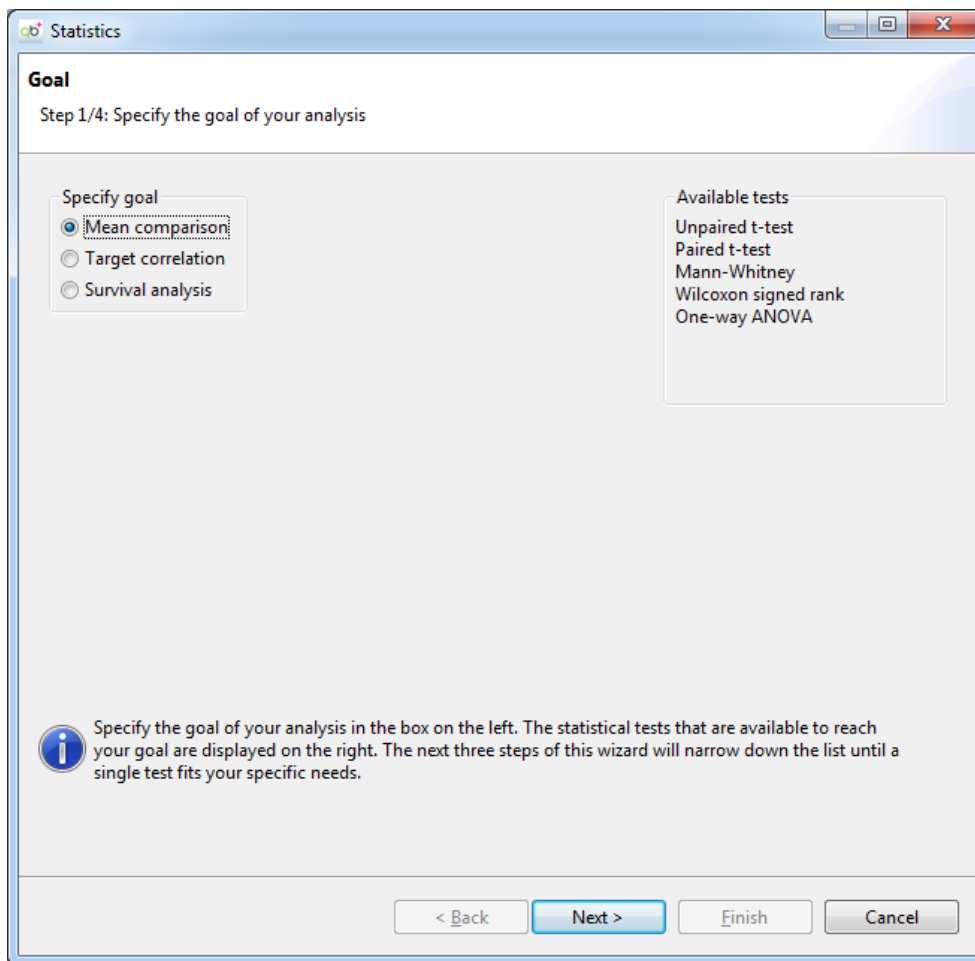 qb+ Statistics
Goal
Step 1/4: Specify the goal of your analysis
Specify goal
Mean comparison
Target correlation
Survival analysis
Available tests
Unpaired t-test
Paired t-test
Mann-Whitney
Wilcoxon signed rank
One-way ANOVA
Specify the goal of your analysis in the box on the left. The statistical tests that are available to reach
your goal are displayed on the right. The next three steps of this wizard will narrow down the list until a
single test fits your specific needs.
< Back Next > Finish Cancel